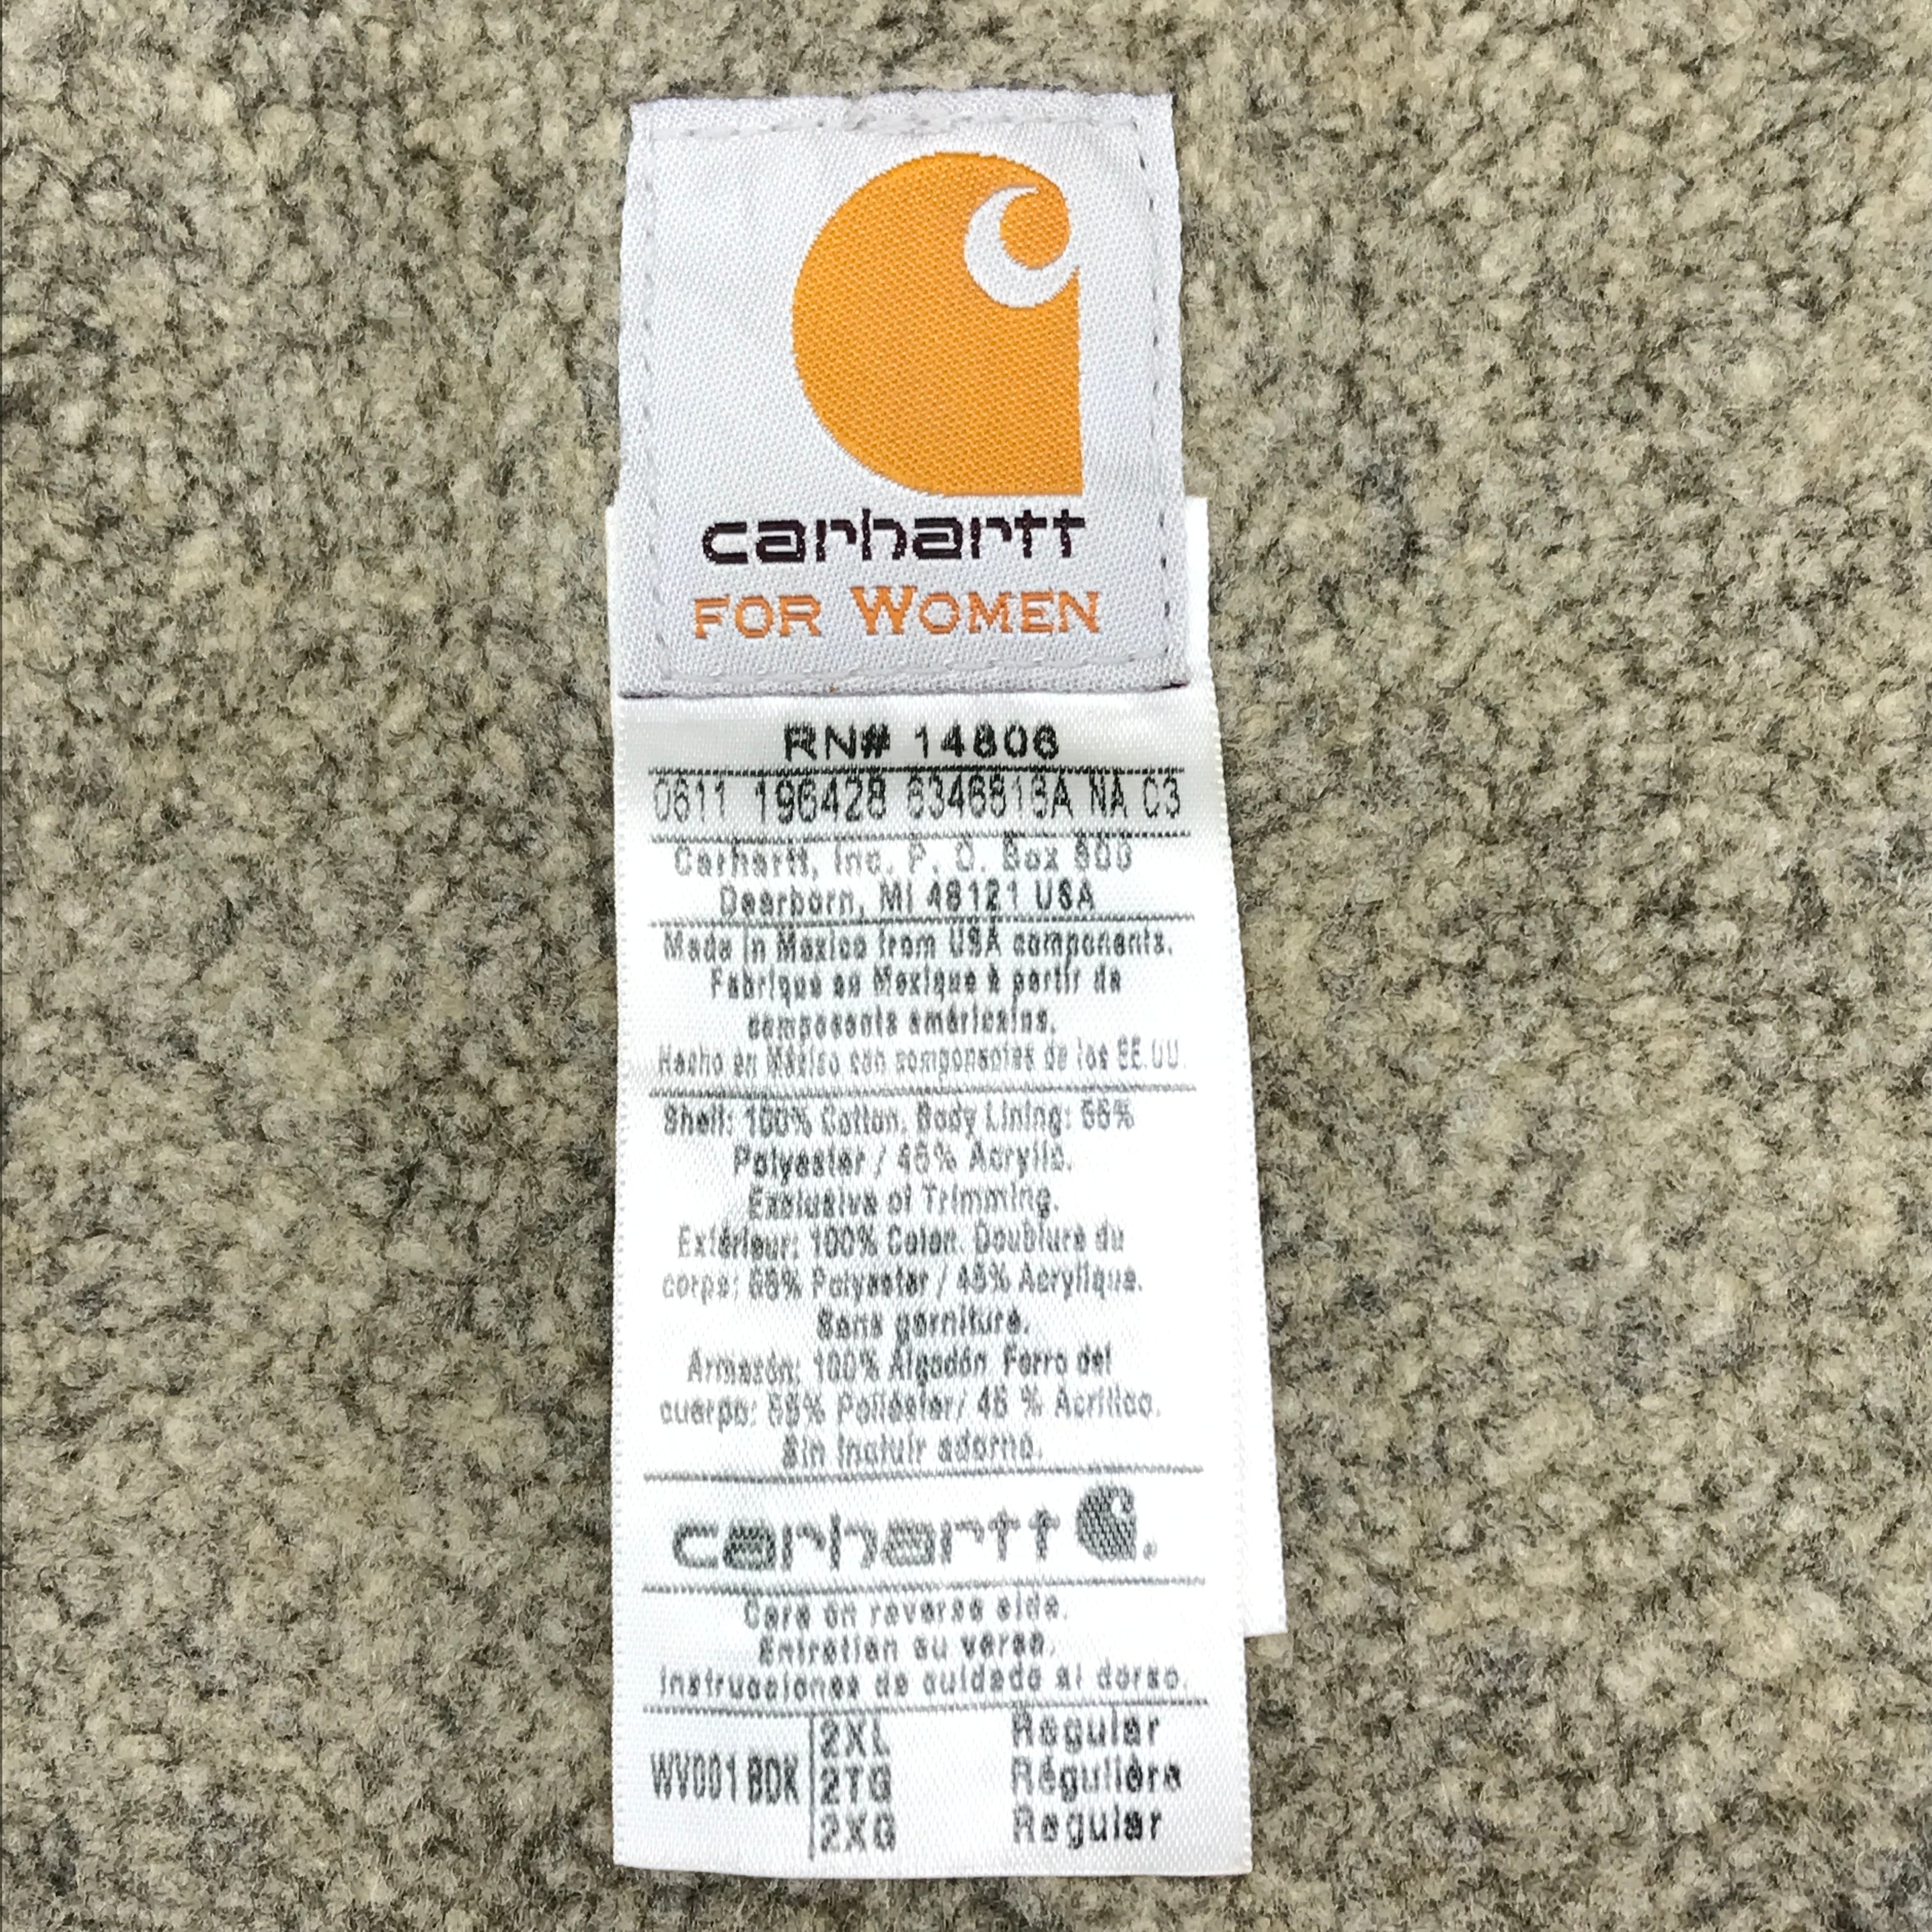 carhartt
FOR WOMEN
RN# 14806
0611 196428 6346818A NA C3
Carhartt, Inc. P. O. Box 600
Dearborn, MI 48121 USA
Made in Mexico from USA components.
Fabrique en Mexique à partir de
composants américains.
Hecho en México con componentes de los EE.UU.
Shell: 100% Cotton. Body Lining: 55%
Polyester / 45% Acrylic.
Exclusive of Trimming.
Extérieur: 100% Coton. Doublure du
corps: 55% Polyester / 45% Acrylique.
Sans garniture.
Armazón: 100% Algodón. Forro del
cuerpo: 55% Poliéster/ 45 % Acrílico.
Sin incluir adorno.
carhartt
Care on reverse side.
Entretien au verso.
Instrucciones de cuidado al dorso.
WV001BDK
2XL Regular
2TG Régulière
2XG Regular